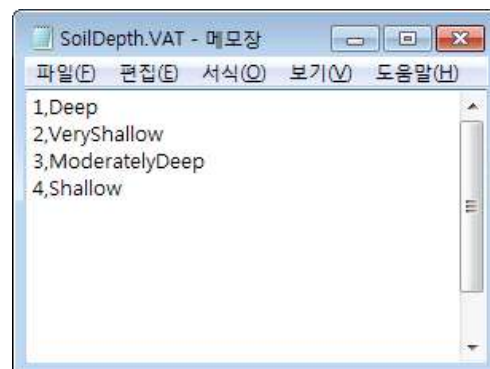 SoilDepth.VAT - 메모장
파일(F) 편집(E) 서식(O) 보기(V) 도움말(H)
1,Deep
2,VeryShallow
3,ModeratelyDeep
4,Shallow